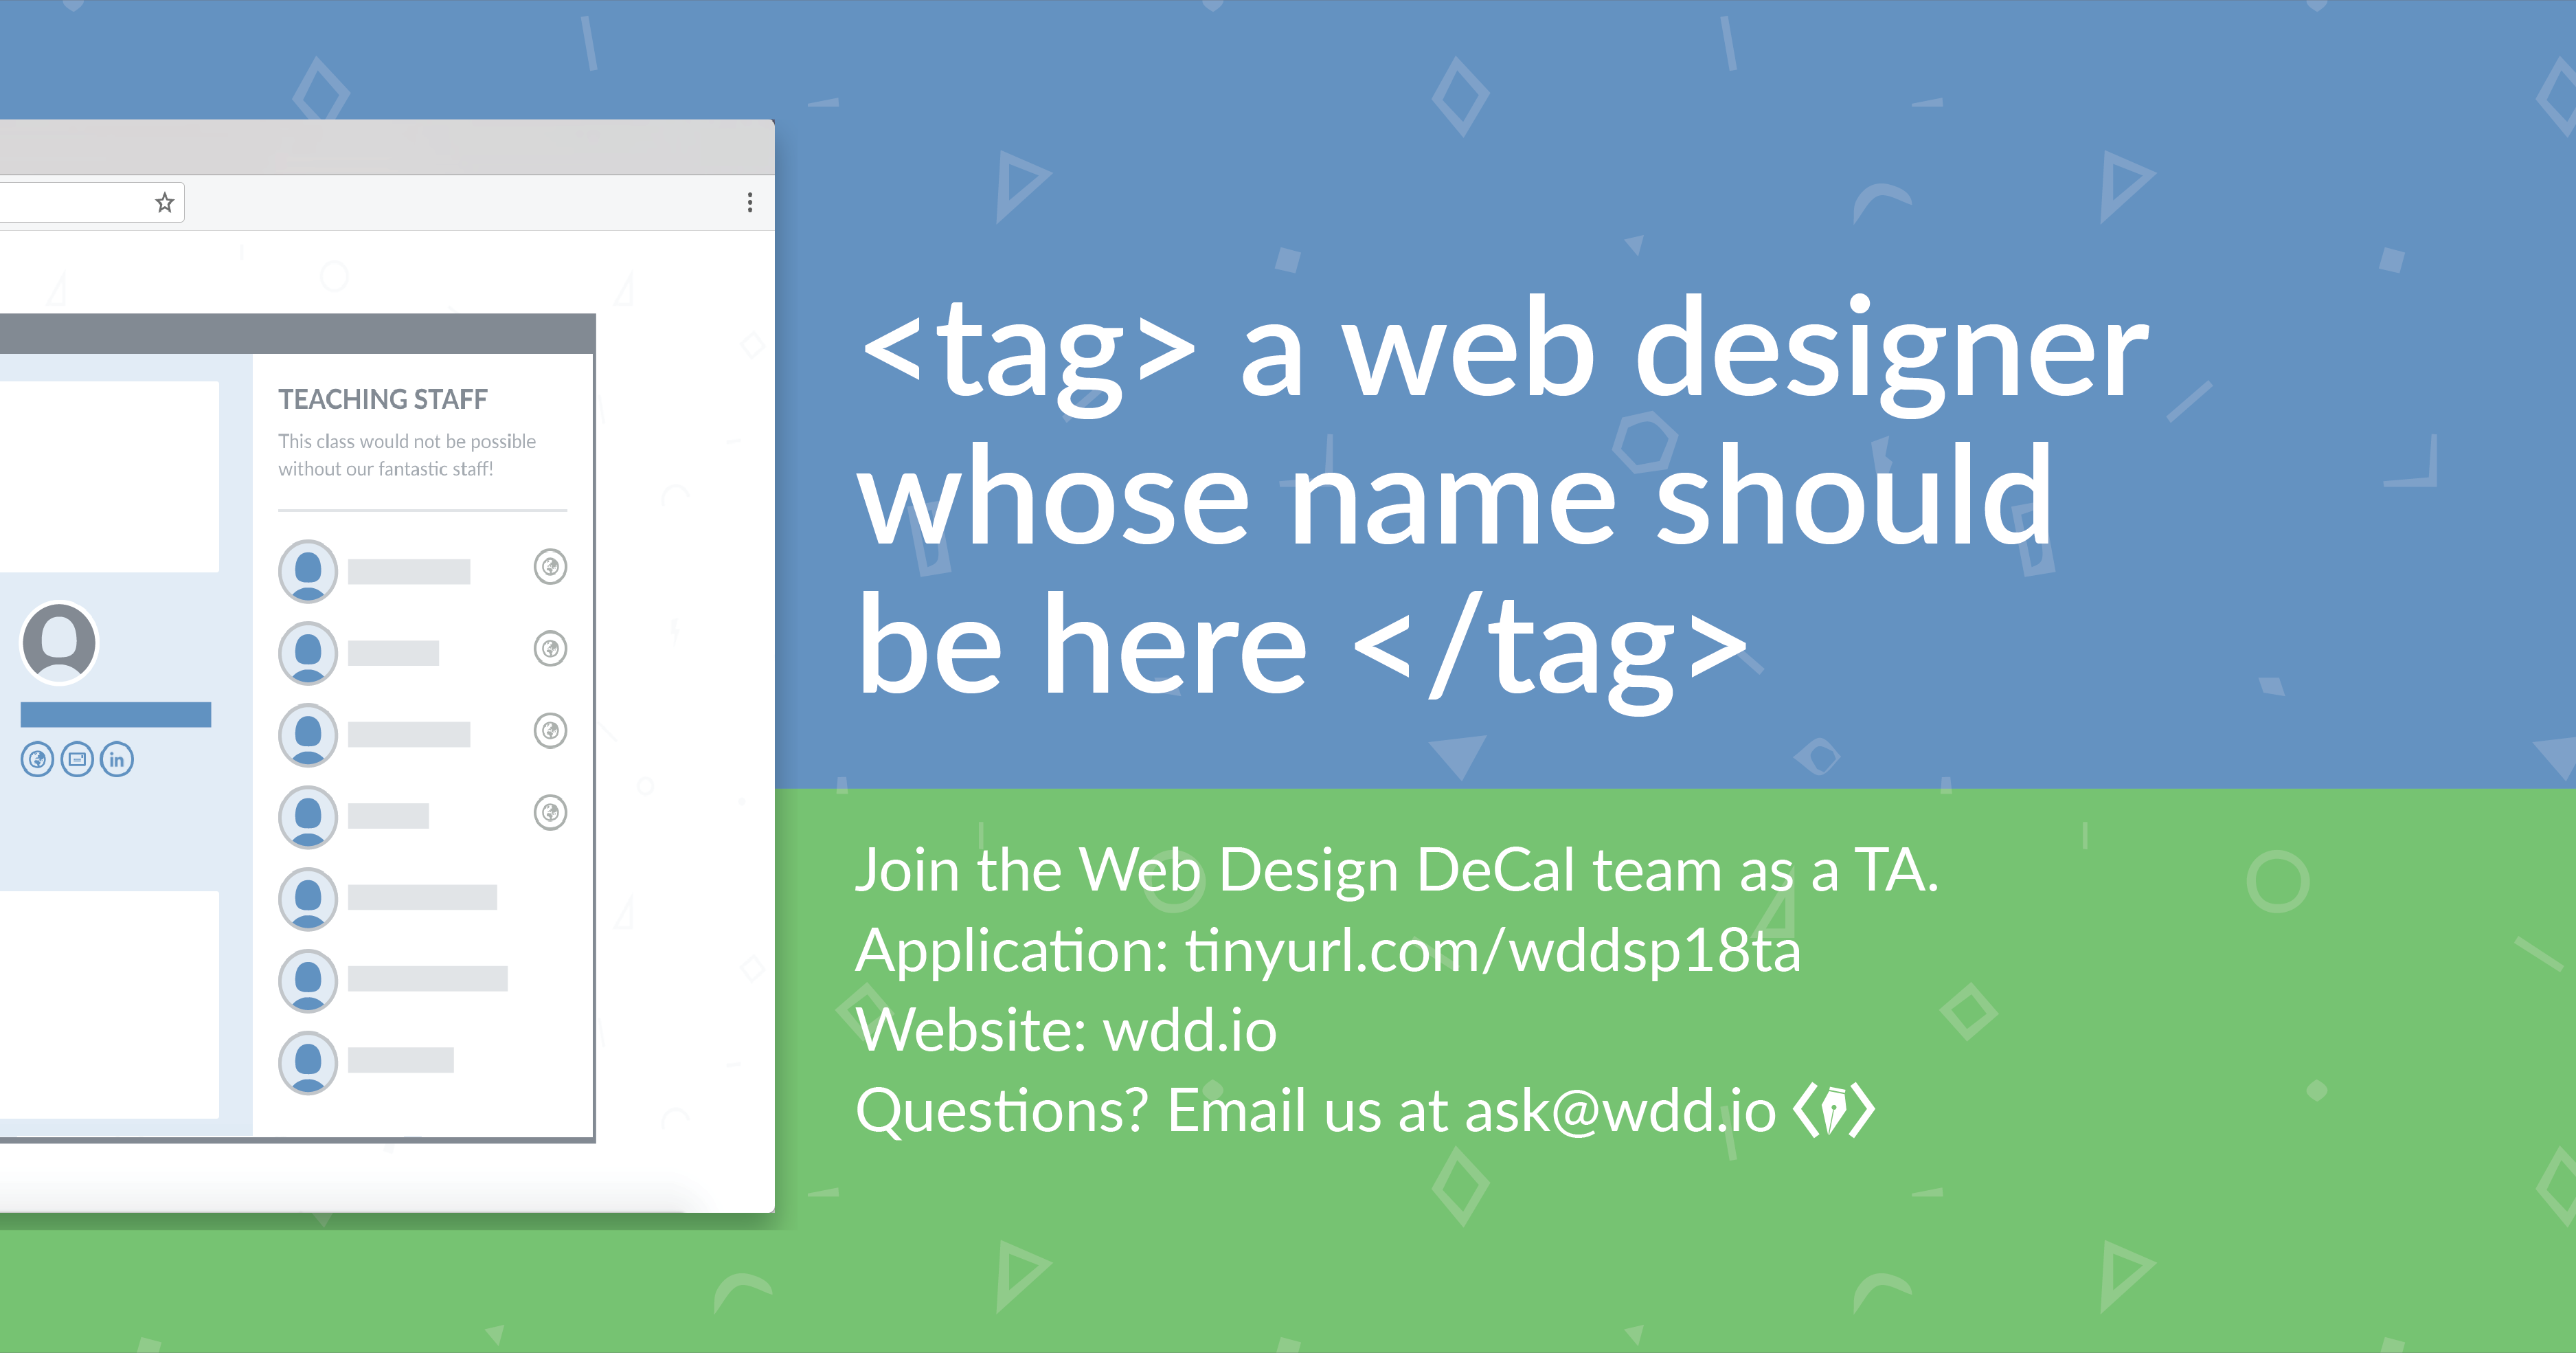 TEACHING STAFF
This class would not be possible
without our fantastic staff!
in
<tag> a web designer
whose name should
be here </tag>
Join the Web Design DeCal team as a TA.
Application: tinyurl.com/wddsp18ta
Website: wdd.io
Questions? Email us at ask@wdd.io